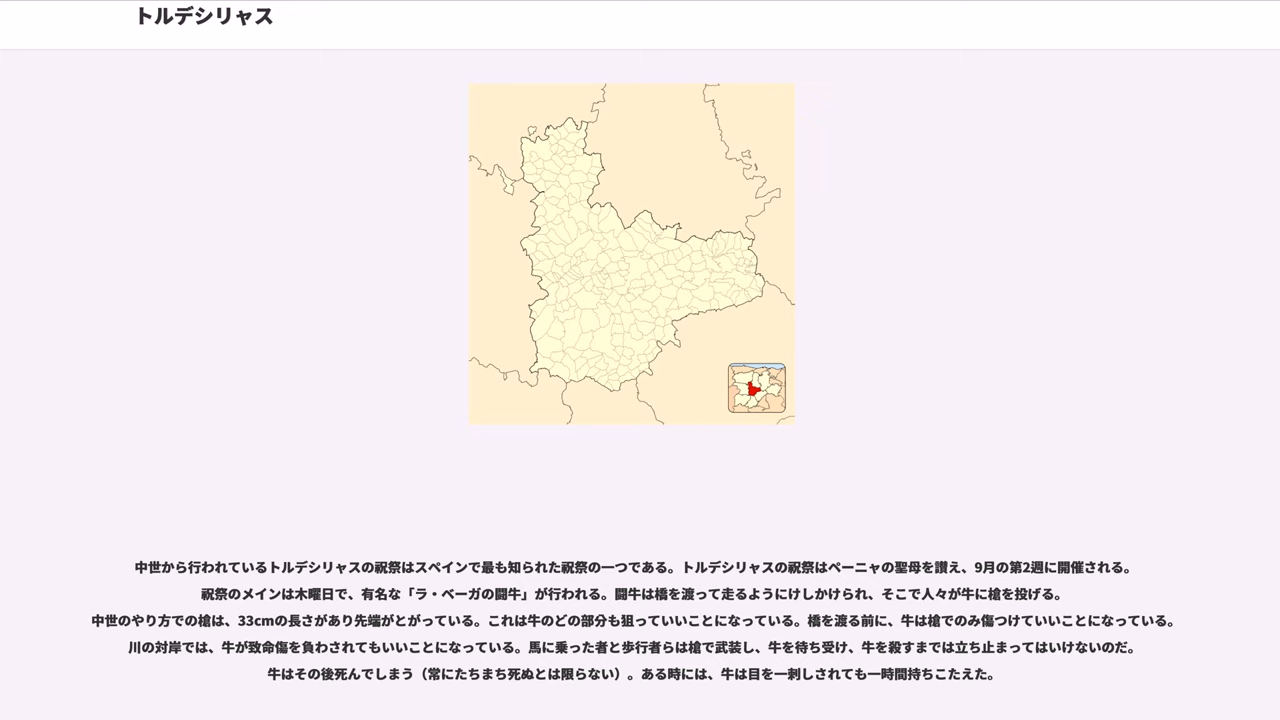 トルデシリャス
中世から行われているトルデシリャスの祝祭はスペインで最も知られた祝祭の一つである。トルデシリャスの祝祭はペーニャの聖母を讃え、9月の第2週に開催される。
祝祭のメインは木曜日で、有名な「ラ・ベーガの闘牛」が行われる。闘牛は橋を渡って走るようにけしかけられ、そこで人々が牛に槍を投げる。
中世のやり方での槍は、33cmの長さがあり先端がとがっている。これは牛のどの部分も狙っていいことになっている。橋を渡る前に、牛は槍でのみ傷つけていいことになっている。
川の対岸では、牛が致命傷を負わされてもいいことになっている。馬に乗った者と歩行者らは槍で武装し、牛を待ち受け、牛を殺すまでは立ち止まってはいけないのだ。
牛はその後死んでしまう（常にたちまち死ぬとは限らない）。ある時には、牛は目を一刺しされても一時間持ちこたえた。